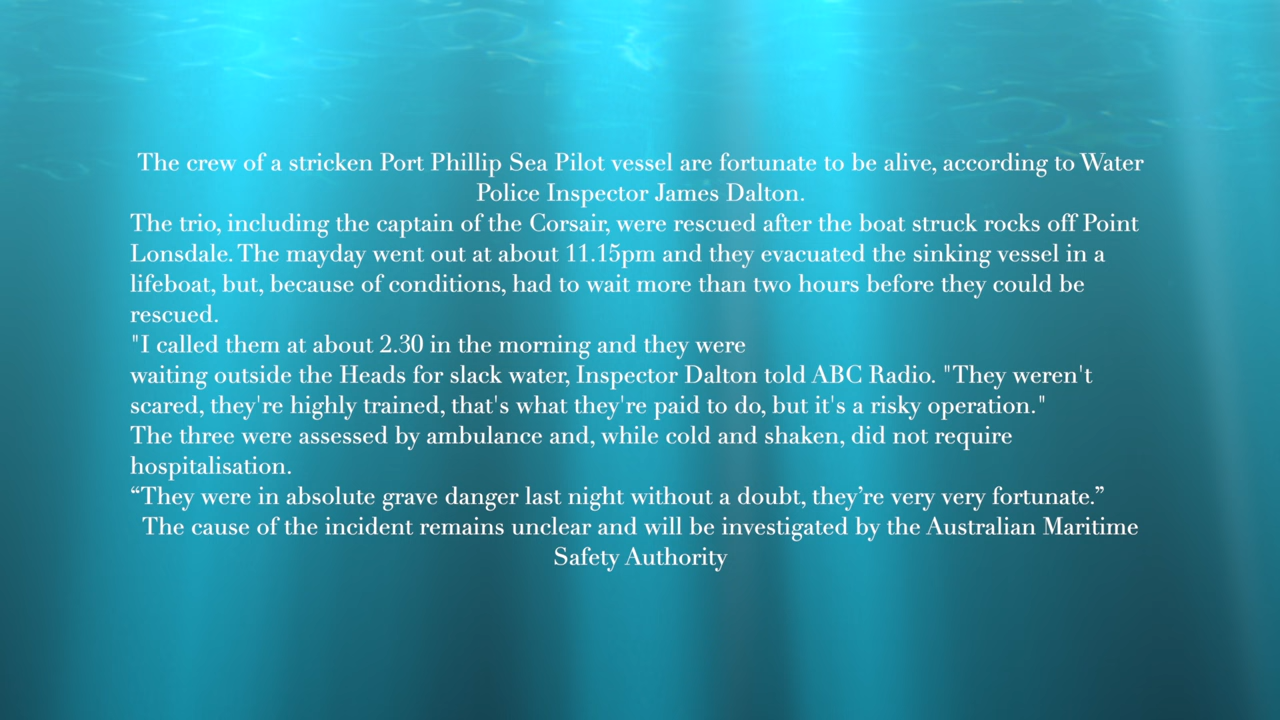 The crew of a stricken Port Phillip Sea Pilot vessel are fortunate to be alive, according to Water
Police Inspector James Dalton.
The trio, including the captain of the Corsair, were rescued after the boat struck rocks off Point
Lonsdale. The mayday went out at about 11.15pm and they evacuated the sinking vessel in a
lifeboat, but, because of conditions, had to wait more than two hours before they could be
rescued.
"I called them at about 2.30 in the morning and they were
waiting outside the Heads for slack water, Inspector Dalton told ABC Radio. "They weren't
scared, they're highly trained, that's what they're paid to do, but it's a risky operation."
The three were assessed by ambulance and, while cold and shaken, did not require
hospitalisation.
“They were in absolute grave danger last night without a doubt, they’re very very fortunate.”
The cause of the incident remains unclear and will be investigated by the Australian Maritime
Safety Authority